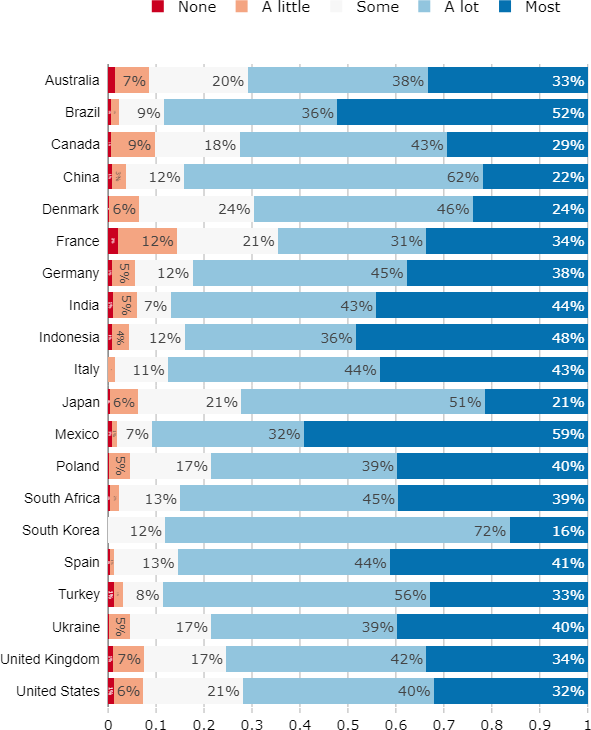 None A little Some A lot Most
Australia 7% 20% 38% 33%
Brazil 9% 36% 52%
Canada 9% 18% 43% 29%
China 3% 12% 62% 22%
Denmark 6% 24% 46% 24%
France 12% 21% 31% 34%
Germany 5% 12% 45% 38%
India 5% 7% 43% 44%
Indonesia 4% 12% 36% 48%
Italy 11% 44% 43%
Japan 6% 21% 51% 21%
Mexico 7% 32% 59%
Poland 5% 17% 39% 40%
South Africa 13% 45% 39%
South Korea 12% 72% 16%
Spain 13% 44% 41%
Turkey 8% 56% 33%
Ukraine 5% 17% 39% 40%
United Kingdom 7% 17% 42% 34%
United States 6% 21% 40% 32%
0 0.1 0.2 0.3 0.4 0.5 0.6 0.7 0.8 0.9 1